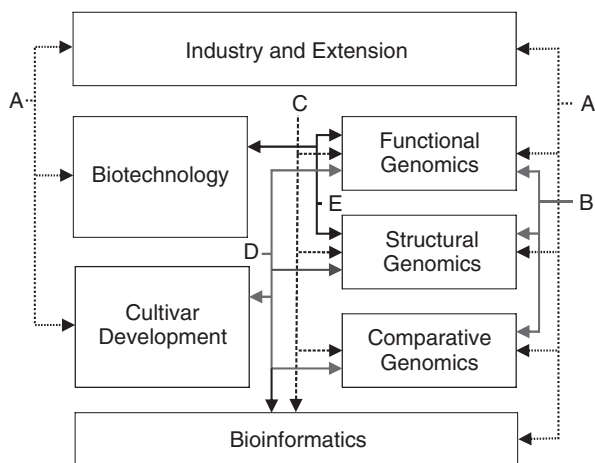 Industry and Extension
A
C
A
Biotechnology
Functional
Genomics
E
B
D
Structural
Genomics
Cultivar
Development
Comparative
Genomics
Bioinformatics